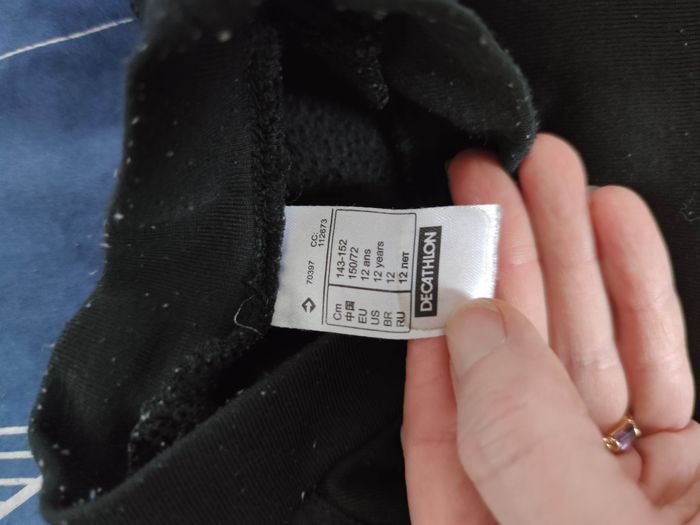 70397 CC:
112673
Cm 143-152
中国 150/72
EU 12 ans
US 12 years
BR 12
RU 12 лет
DECATHLON